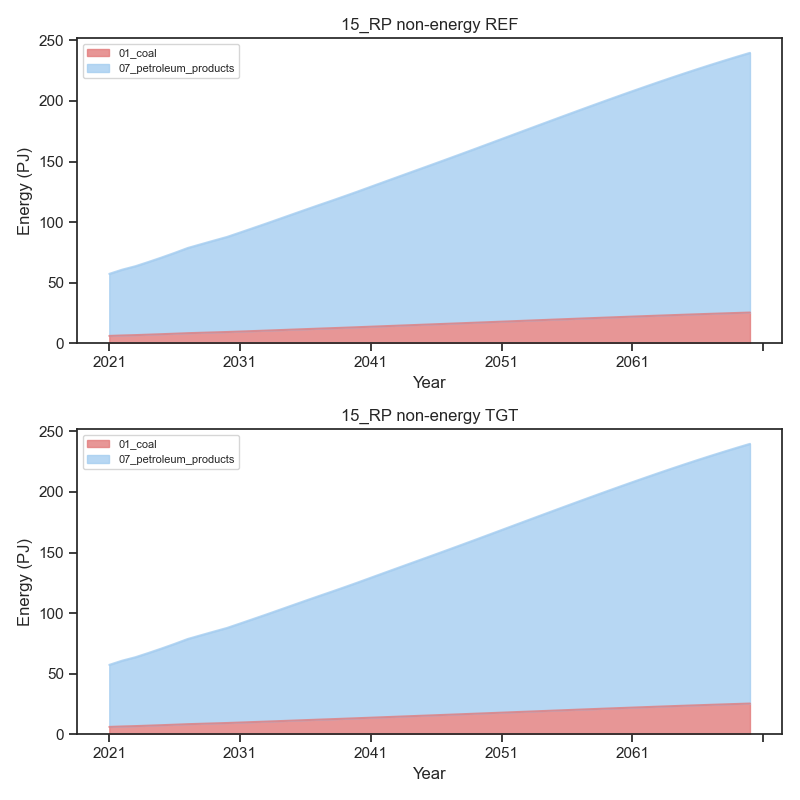 15_RP non-energy REF
01_coal
07_petroleum_products
250
200
150
100
50
0
Energy (PJ)
2021 2031 2041 2051 2061
Year
15_RP non-energy TGT
01_coal
07_petroleum_products
250
200
150
100
50
0
Energy (PJ)
2021 2031 2041 2051 2061
Year